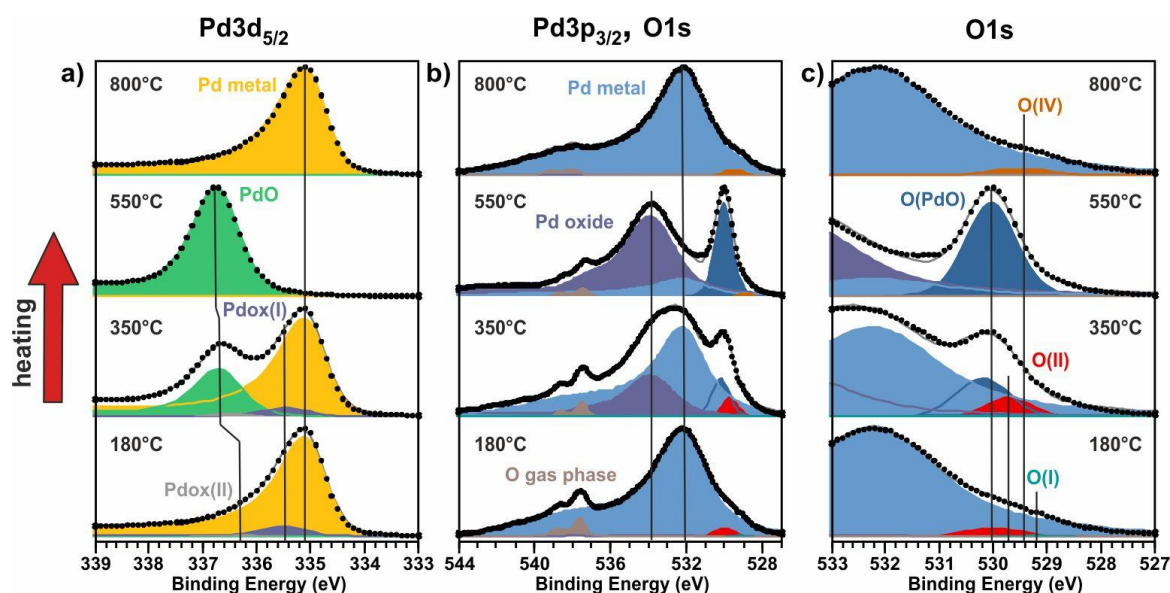 Pd3d5/2
Pd3p3/2, O1s
O1s
a)
b)
c)
heating
800°C
Pd metal
550°C
PdO
Pdox(I)
350°C
180°C
Pdox(II)
339 338 337 336 335 334 333
Binding Energy (eV)
800°C
Pd metal
550°C
Pd oxide
350°C
180°C
O gas phase
544 540 536 532 528
Binding Energy (eV)
800°C
O(IV)
O(PdO)
550°C
350°C
O(II)
180°C
O(I)
533 532 531 530 529 528 527
Binding Energy (eV)